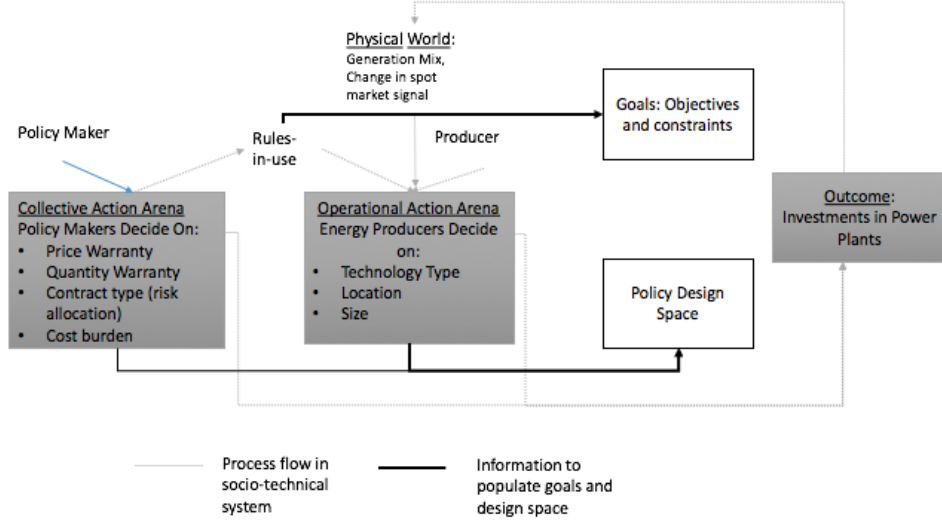 Physical World:
Generation Mix,
Change in spot
market signal
Goals: Objectives
and constraints
Policy Maker
Rules-
in-use
Producer
Collective Action Arena
Policy Makers Decide On:
• Price Warranty
• Quantity Warranty
• Contract type (risk
allocation)
• Cost burden
Operational Action Arena
Energy Producers Decide
on:
• Technology Type
• Location
• Size
Outcome:
Investments in Power
Plants
Policy Design
Space
Process flow in
socio-technical
system
Information to
populate goals and
design space